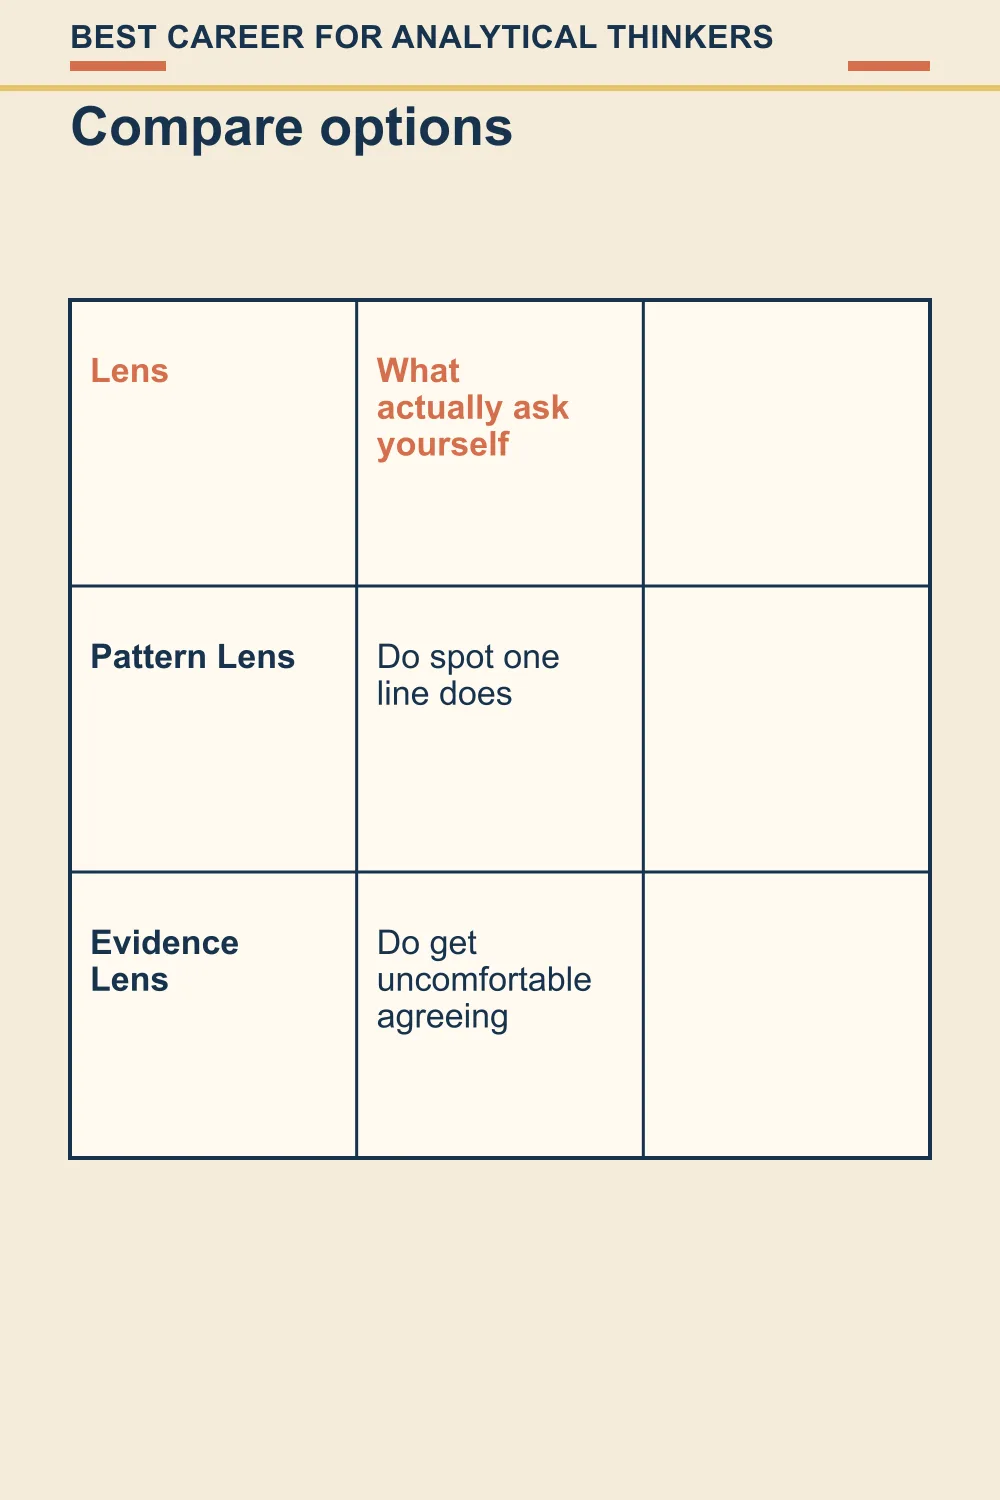 BEST CAREER FOR ANALYTICAL THINKERS
Compare options
Lens
What
actually ask
yourself
Pattern Lens
Do spot one
line does
Evidence
Lens
Do get
uncomfortable
agreeing